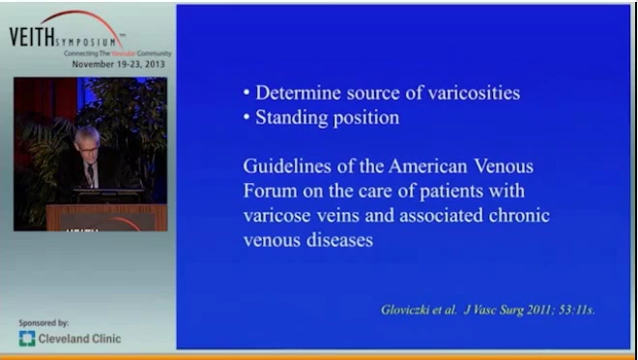 VEITH SYMPOSIUM™
Connecting The Vascular Community
November 19-23, 2013
• Determine source of varicosities
• Standing position
Guidelines of the American Venous
Forum on the care of patients with
varicose veins and associated chronic
venous diseases
Gloviczki et al. J Vasc Surg 2011; 53:11s.
Sponsored by:
Cleveland Clinic